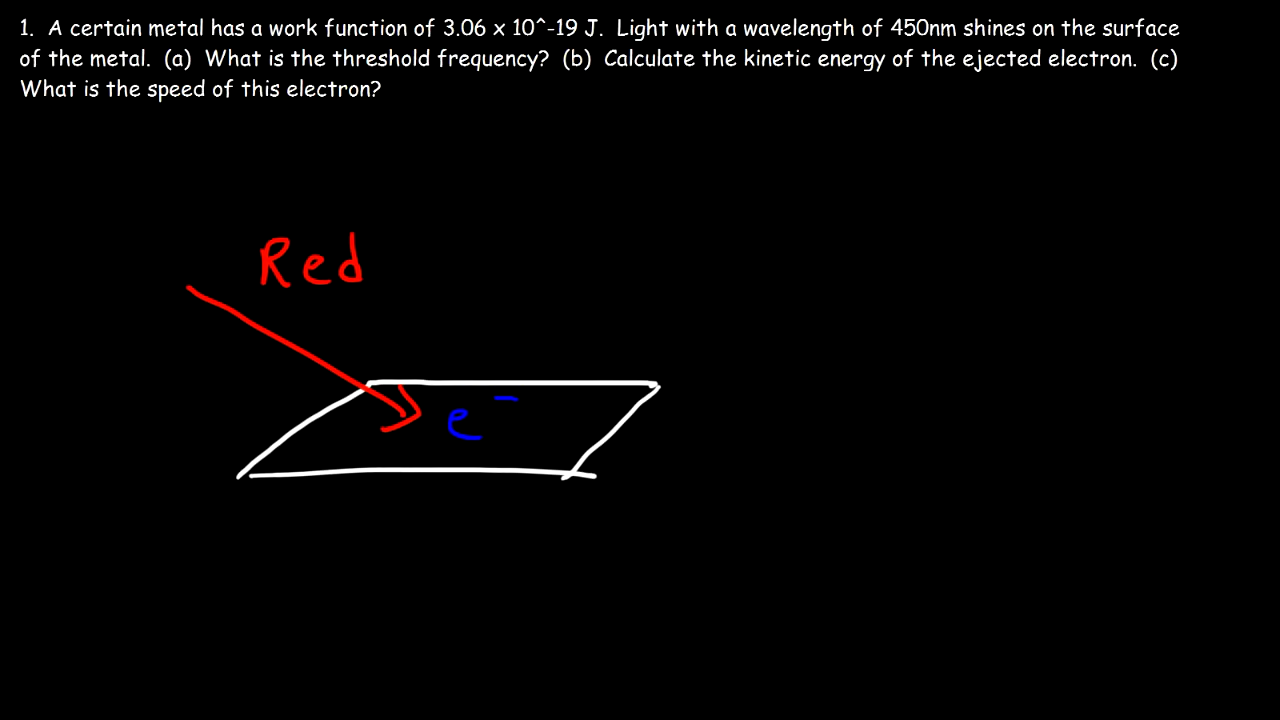 1. A certain metal has a work function of 3.06 x 10^-19 J. Light with a wavelength of 450nm shines on the surface
of the metal. (a) What is the threshold frequency? (b) Calculate the kinetic energy of the ejected electron. (c)
What is the speed of this electron?
Red
e⁻